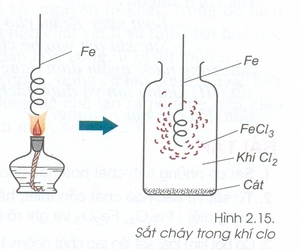 Fe
Fe
FeCl₃
Khí Cl₂
Cát
Hình 2.15.
Sắt cháy trong khí clo